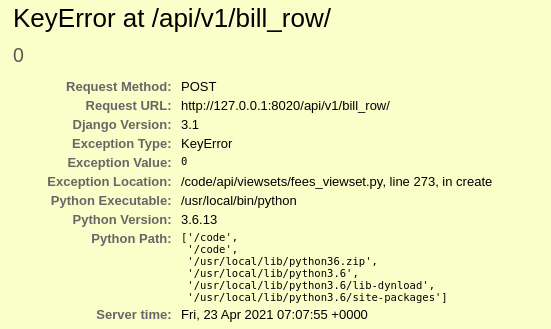 KeyError at /api/v1/bill_row/
0
Request Method: POST
Request URL: http://127.0.0.1:8020/api/v1/bill_row/
Django Version: 3.1
Exception Type: KeyError
Exception Value: 0
Exception Location: /code/api/viewsets/fees_viewset.py, line 273, in create
Python Executable: /usr/local/bin/python
Python Version: 3.6.13
Python Path: ['/code',
'/code',
'/usr/local/lib/python36.zip',
'/usr/local/lib/python3.6',
'/usr/local/lib/python3.6/lib-dynload',
'/usr/local/lib/python3.6/site-packages']
Server time: Fri, 23 Apr 2021 07:07:55 +0000